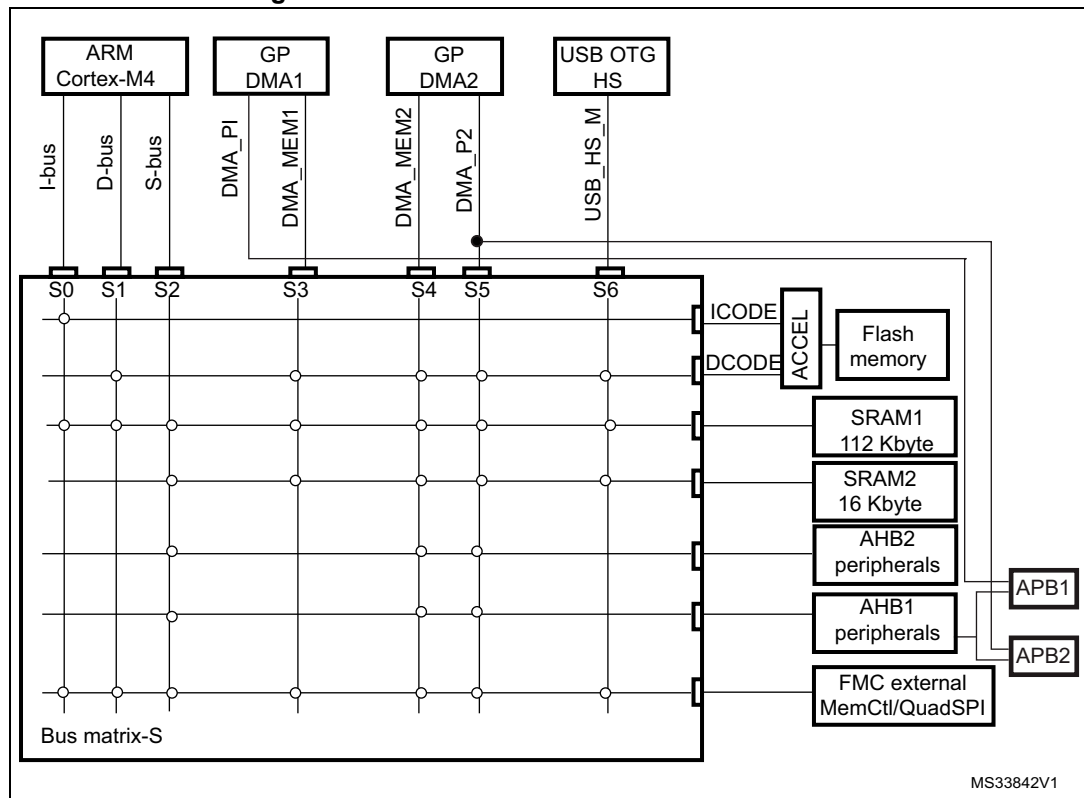 ARM
Cortex-M4
GP
DMA1
GP
DMA2
USB OTG
HS
I-bus
D-bus
S-bus
DMA_PI
DMA_MEM1
DMA_MEM2
DMA_P2
USB_HS_M
S0 S1 S2 S3 S4 S5 S6
ICODE
DCODE
ACCEL
Flash
memory
SRAM1
112 Kbyte
SRAM2
16 Kbyte
AHB2
peripherals
AHB1
peripherals
APB1
APB2
FMC external
MemCtl/QuadSPI
Bus matrix-S
MS33842V1